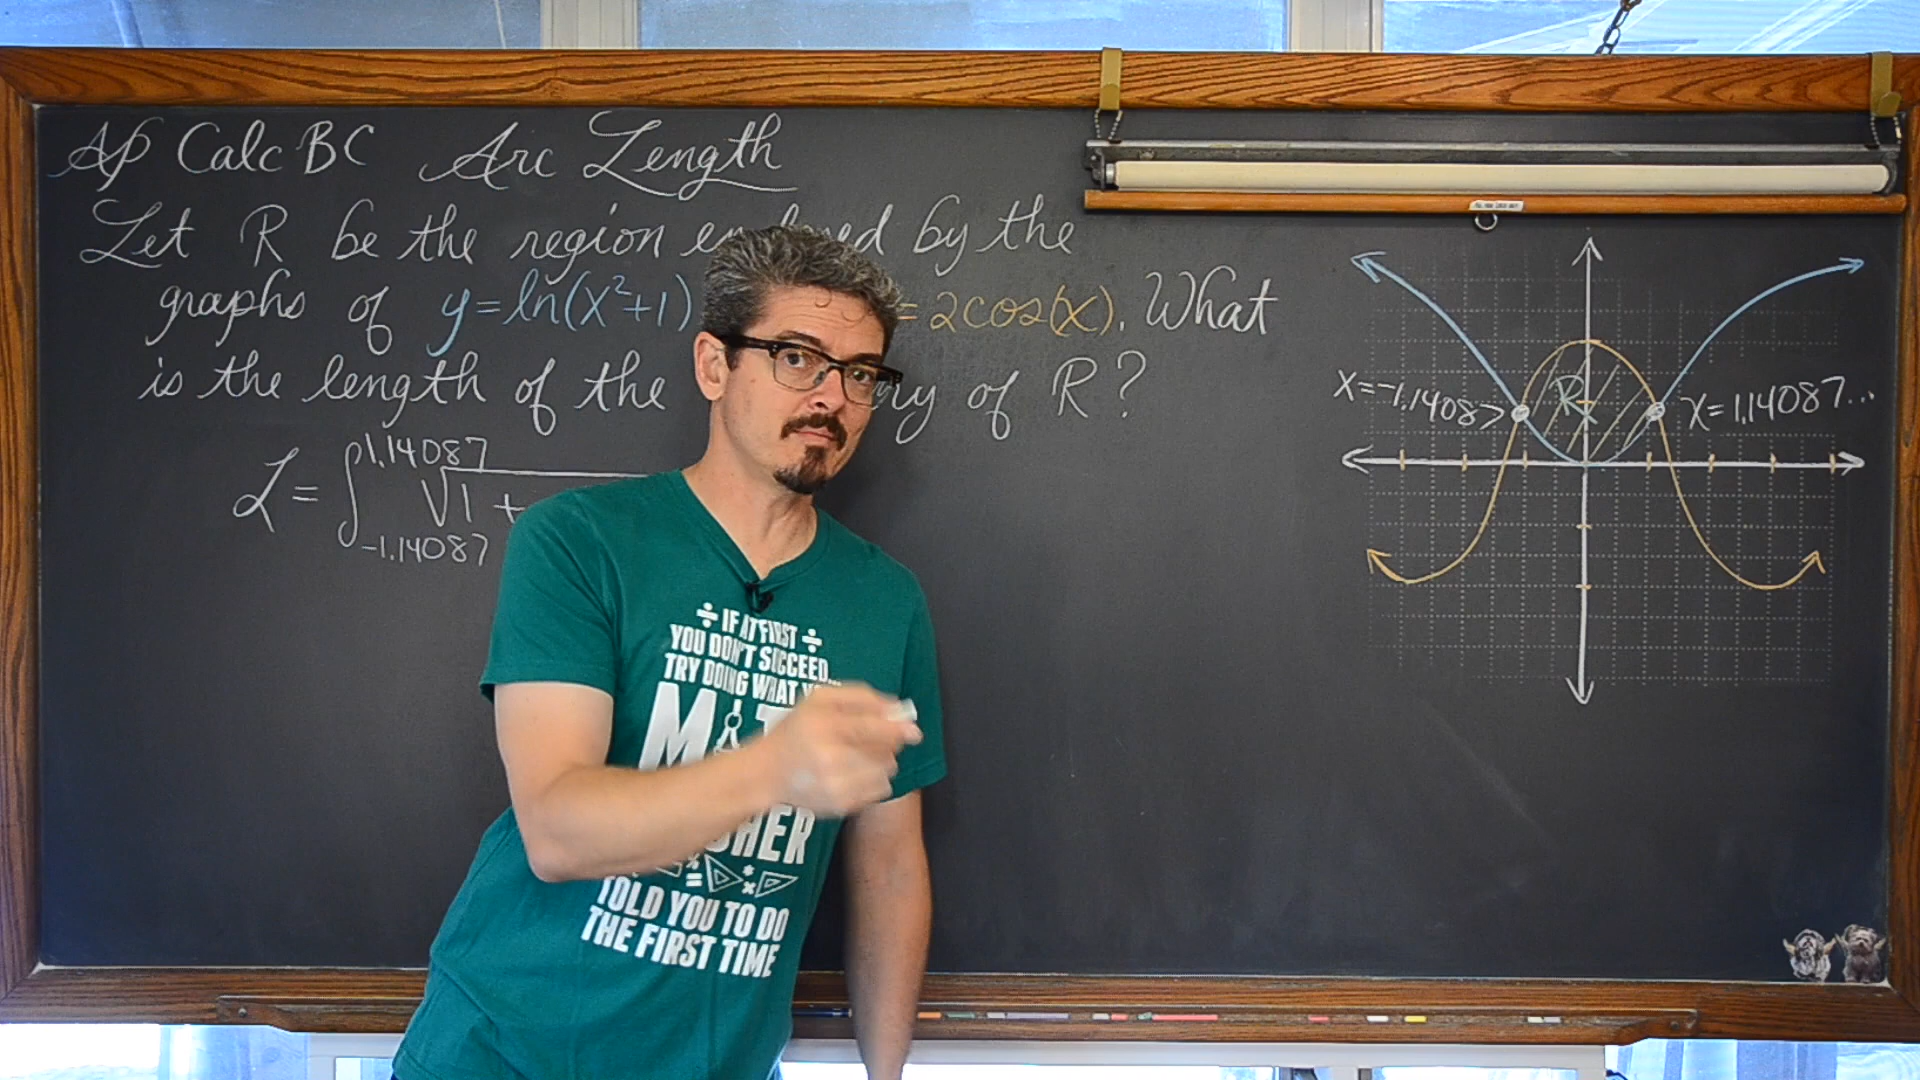 AP Calc BC Arc Length
Let R be the region by the
graphs of y=ln(x²+1) = 2cos(x). What
is the length of the of R?
L = ∫ 1.14087 √1 +
-1.14087
R
x=-1.14087
x=1.14087...
÷ IF AT FIRST ÷
YOU DON'T SUCCEED...
TRY DOING WHAT
TOLD YOU TO DO
THE FIRST TIME